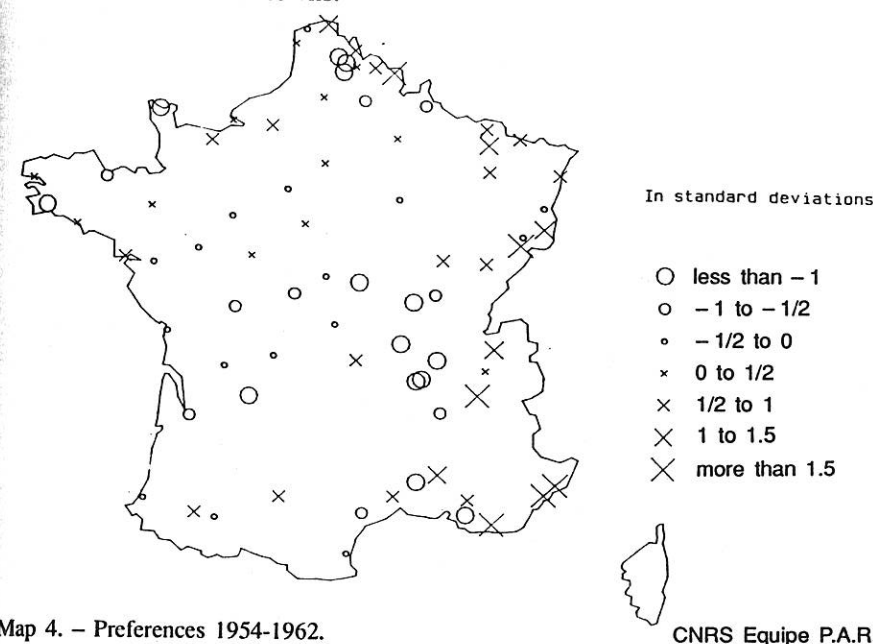 In standard deviations
less than – 1
– 1 to – 1/2
– 1/2 to 0
0 to 1/2
1/2 to 1
1 to 1.5
more than 1.5
Map 4. – Preferences 1954-1962.
CNRS Equipe P.A.R